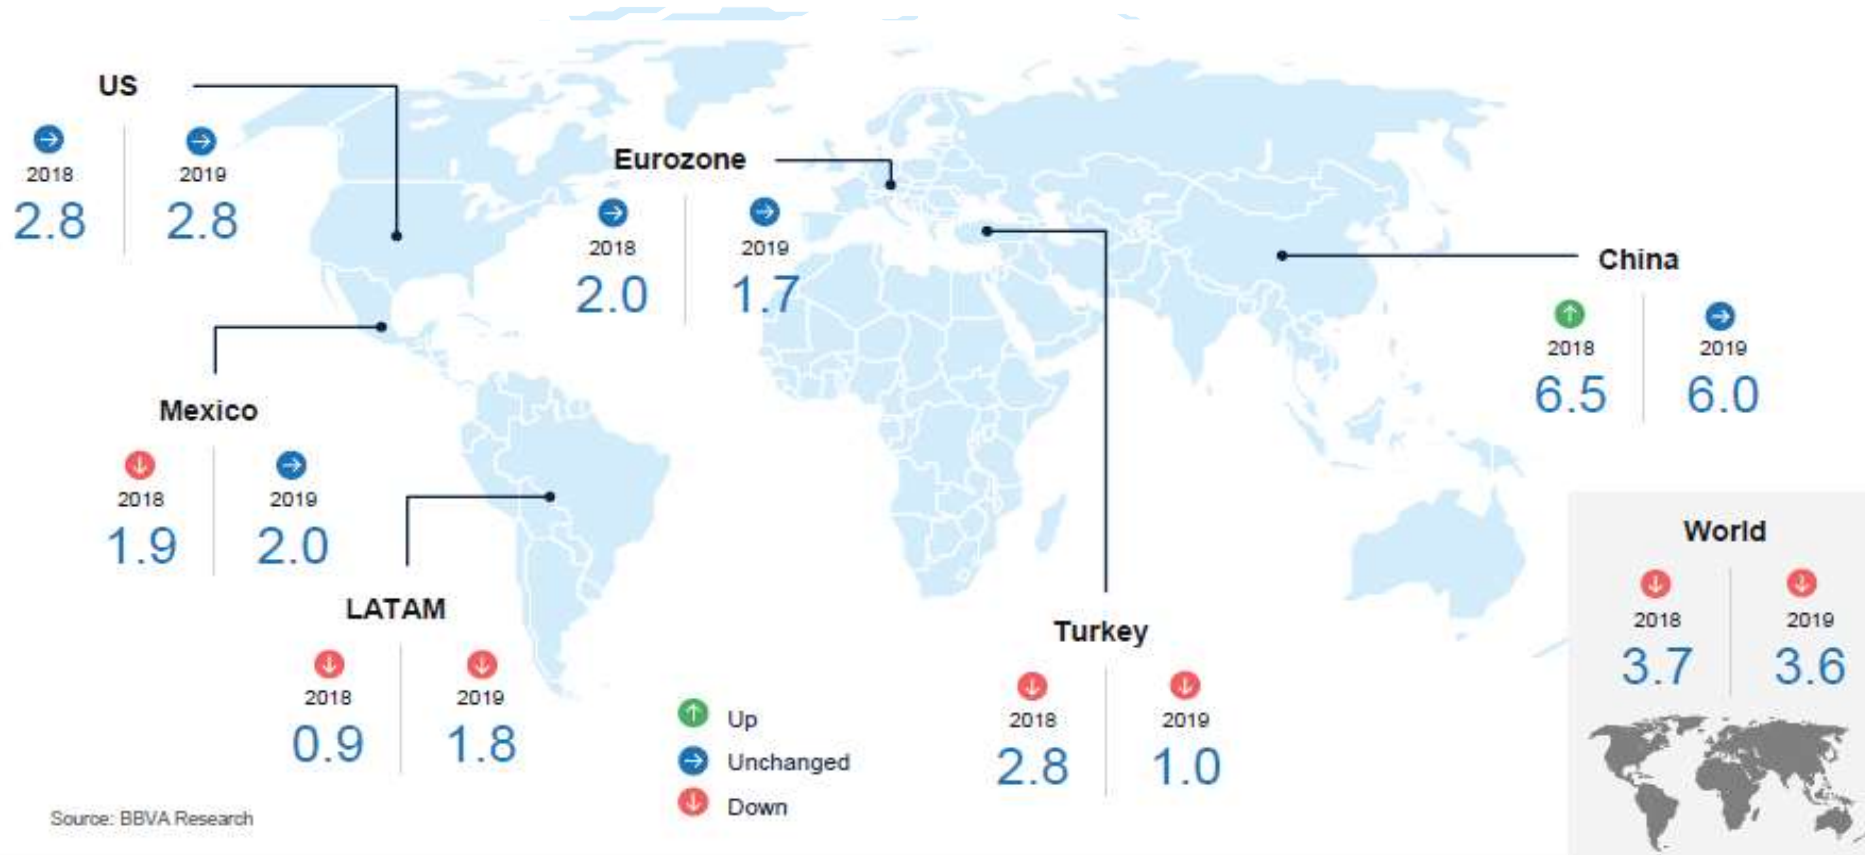 US
2018 2019
2.8 2.8
Eurozone
2018 2019
2.0 1.7
China
2018 2019
6.5 6.0
Mexico
2018 2019
1.9 2.0
LATAM
2018 2019
0.9 1.8
Turkey
2018 2019
2.8 1.0
World
2018 2019
3.7 3.6
Up
Unchanged
Down
Source: BBVA Research